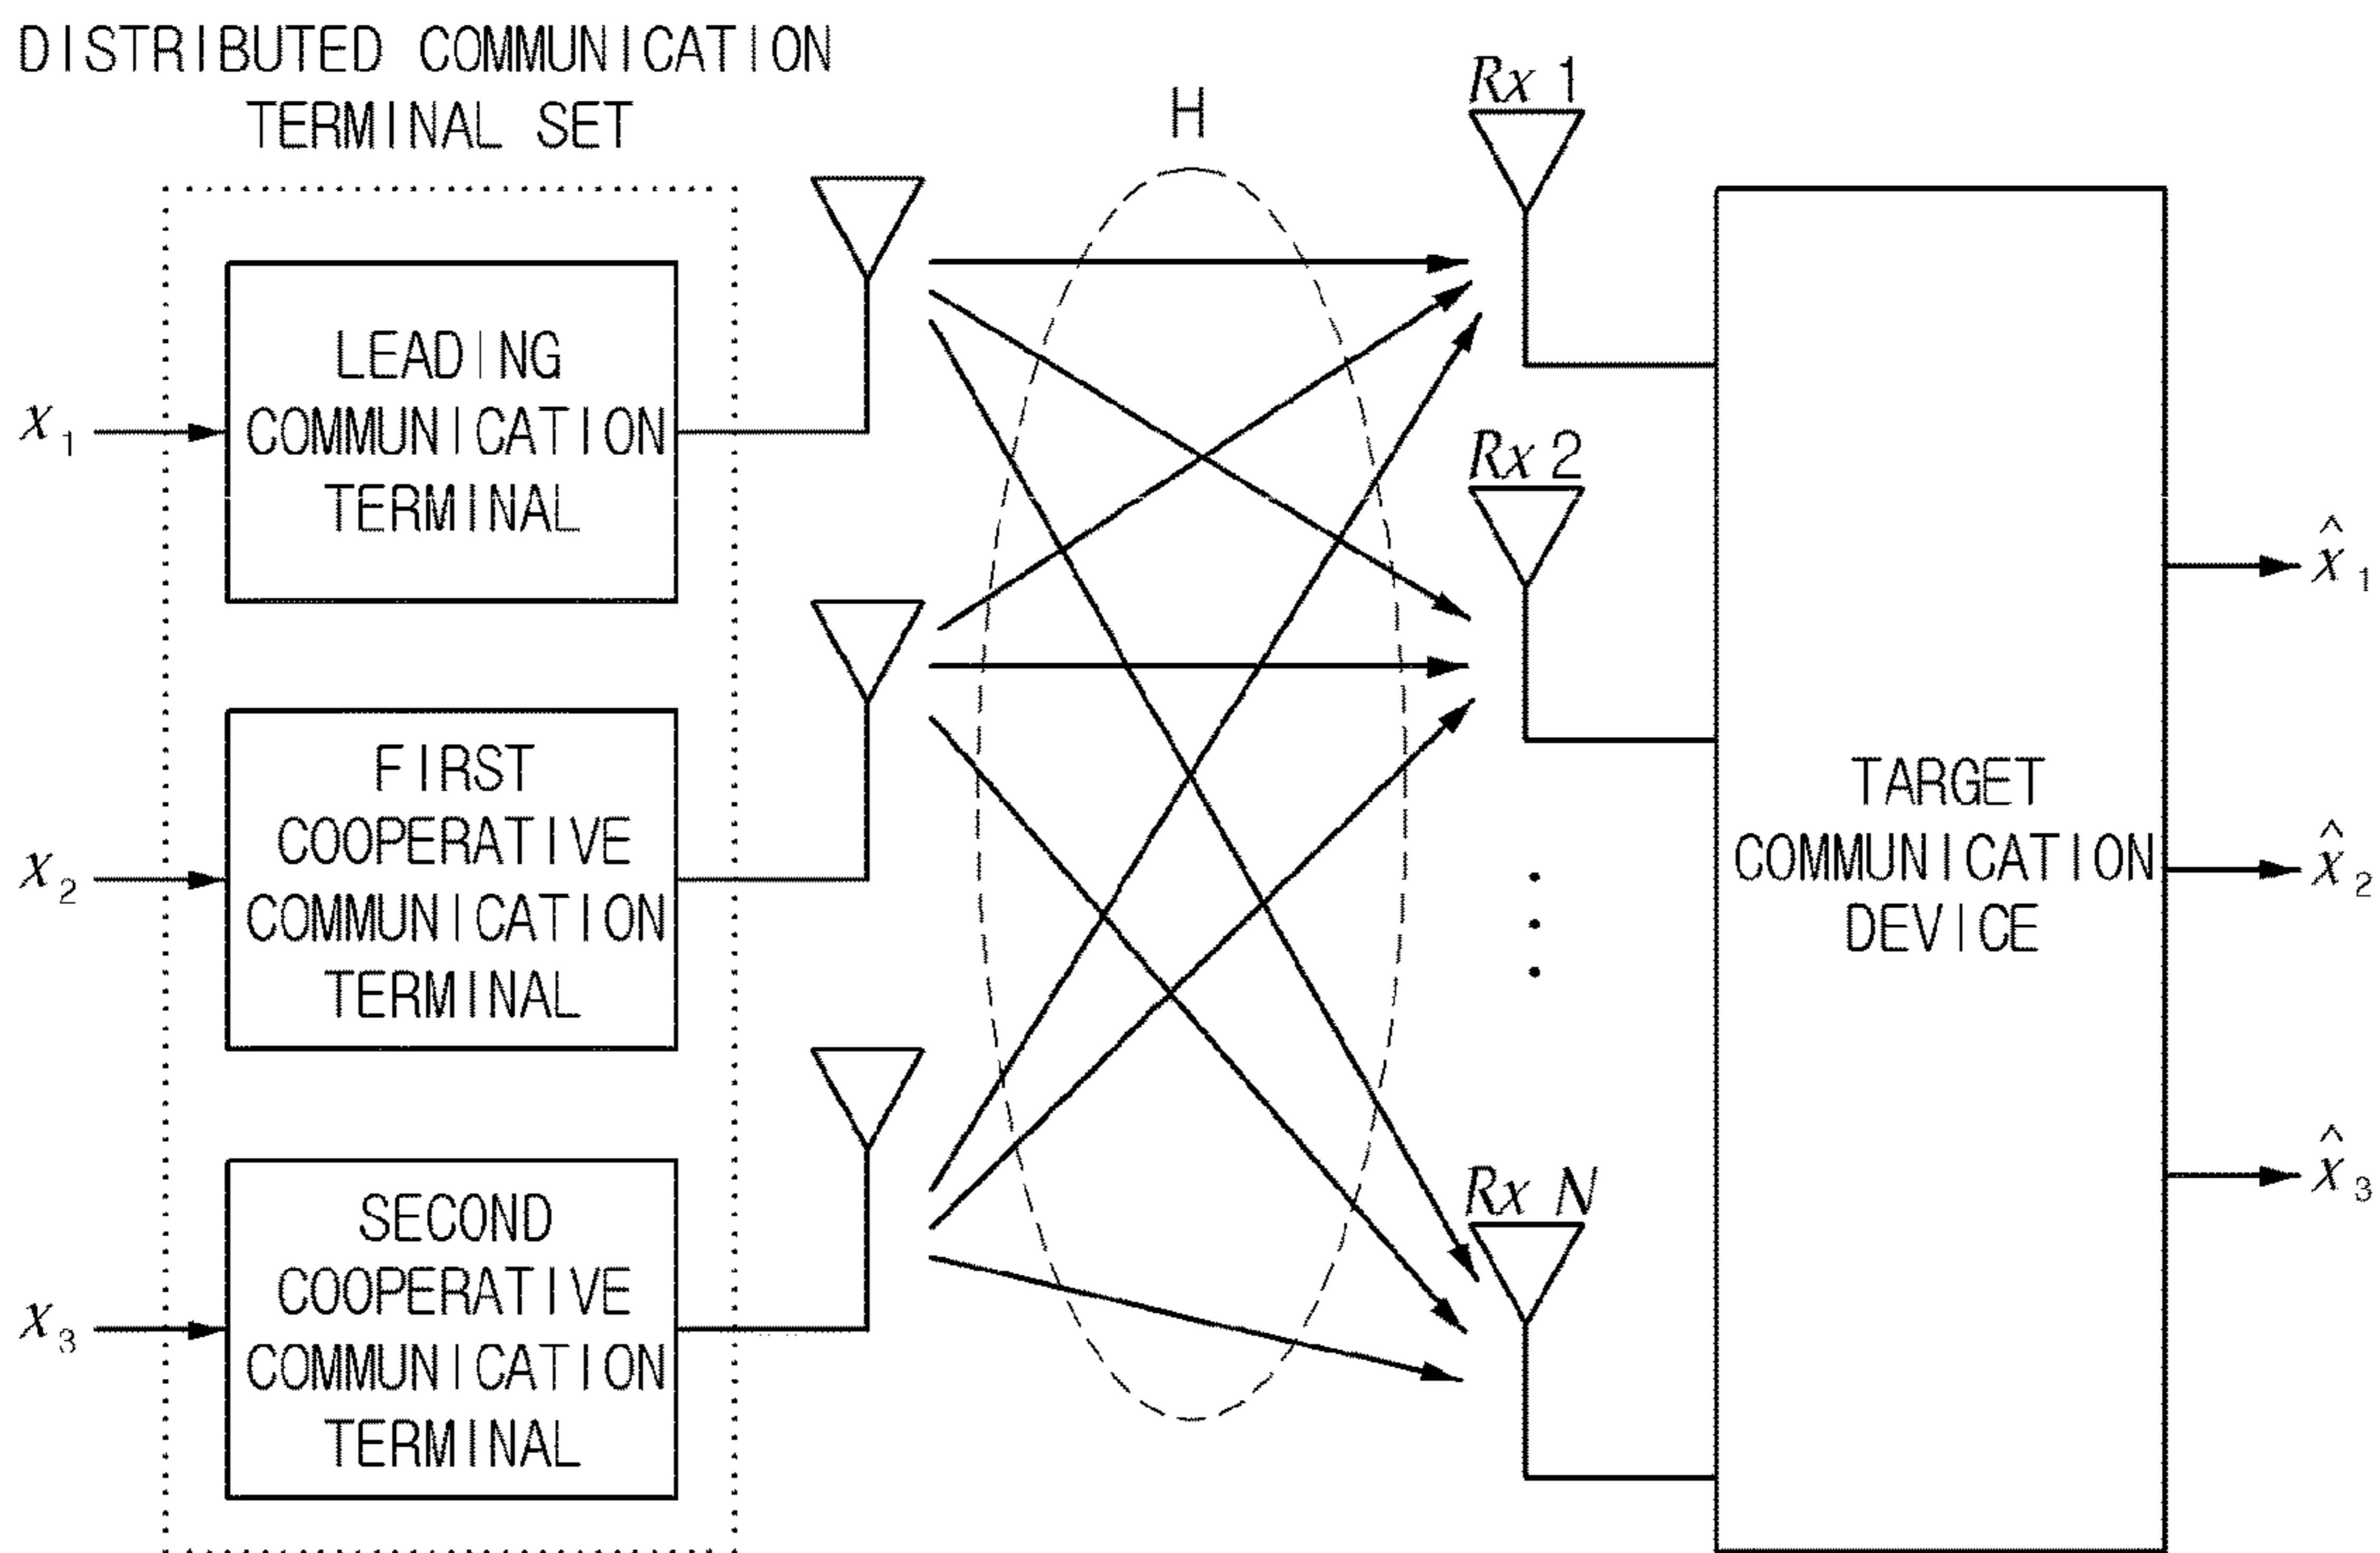 DISTRIBUTED COMMUNICATION
TERMINAL SET
H
Rx 1
LEADING
COMMUNICATION
TERMINAL
x₁
Rx 2
x̂₁
FIRST
COOPERATIVE
COMMUNICATION
TERMINAL
x₂
TARGET
COMMUNICATION
DEVICE
x̂₂
Rx N
x̂₃
SECOND
COOPERATIVE
COMMUNICATION
TERMINAL
x₃